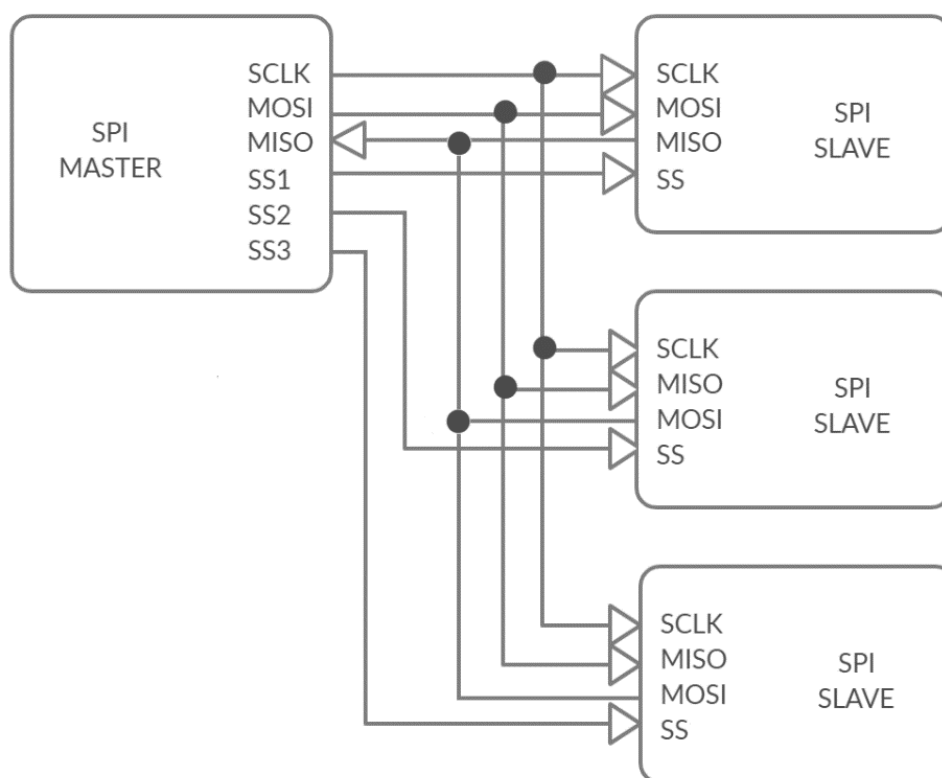 SPI
MASTER
SCLK
MOSI
MISO
SS1
SS2
SS3
SCLK
MOSI
MISO
SS
SPI
SLAVE
SCLK
MISO
MOSI
SS
SPI
SLAVE
SCLK
MISO
MOSI
SS
SPI
SLAVE